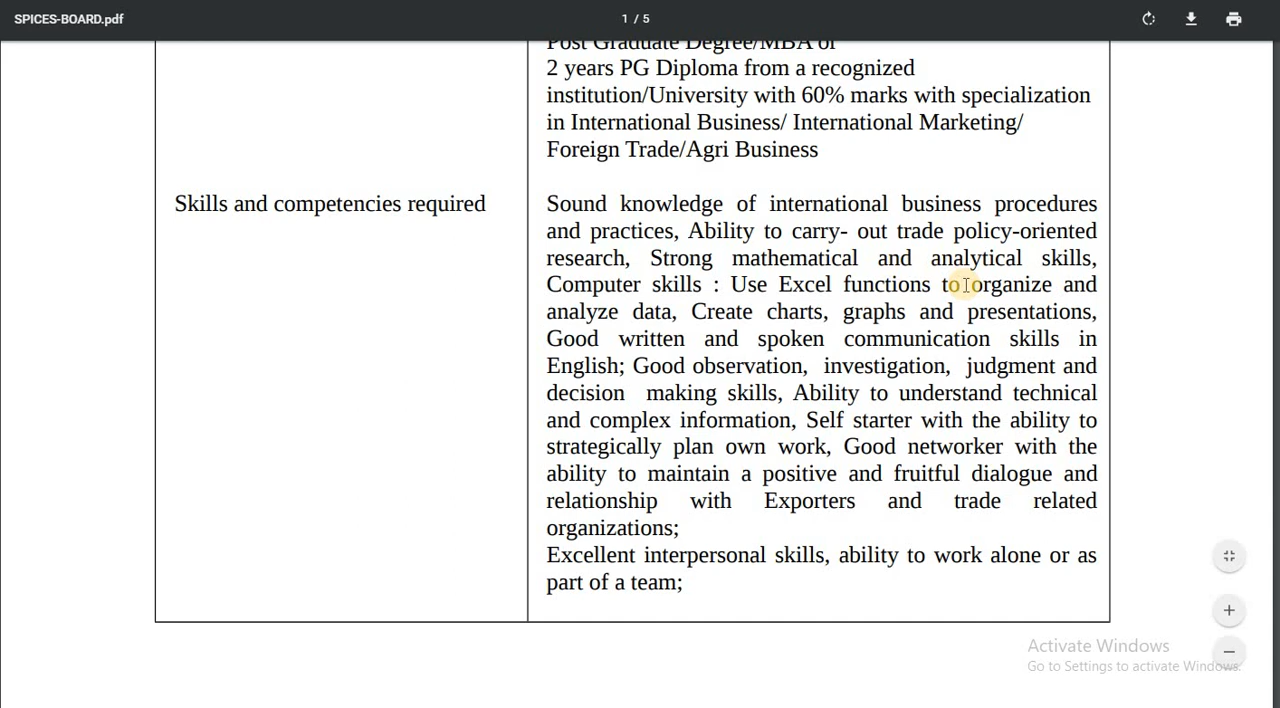 SPICES-BOARD.pdf
1 / 5
Post Graduate Degree/MBA or
2 years PG Diploma from a recognized
institution/University with 60% marks with specialization
in International Business/ International Marketing/
Foreign Trade/Agri Business
Skills and competencies required
Sound knowledge of international business procedures
and practices, Ability to carry- out trade policy-oriented
research, Strong mathematical and analytical skills,
Computer skills : Use Excel functions to organize and
analyze data, Create charts, graphs and presentations,
Good written and spoken communication skills in
English; Good observation, investigation, judgment and
decision making skills, Ability to understand technical
and complex information, Self starter with the ability to
strategically plan own work, Good networker with the
ability to maintain a positive and fruitful dialogue and
relationship with Exporters and trade related
organizations;
Excellent interpersonal skills, ability to work alone or as
part of a team;
Activate Windows
Go to Settings to activate Windows.